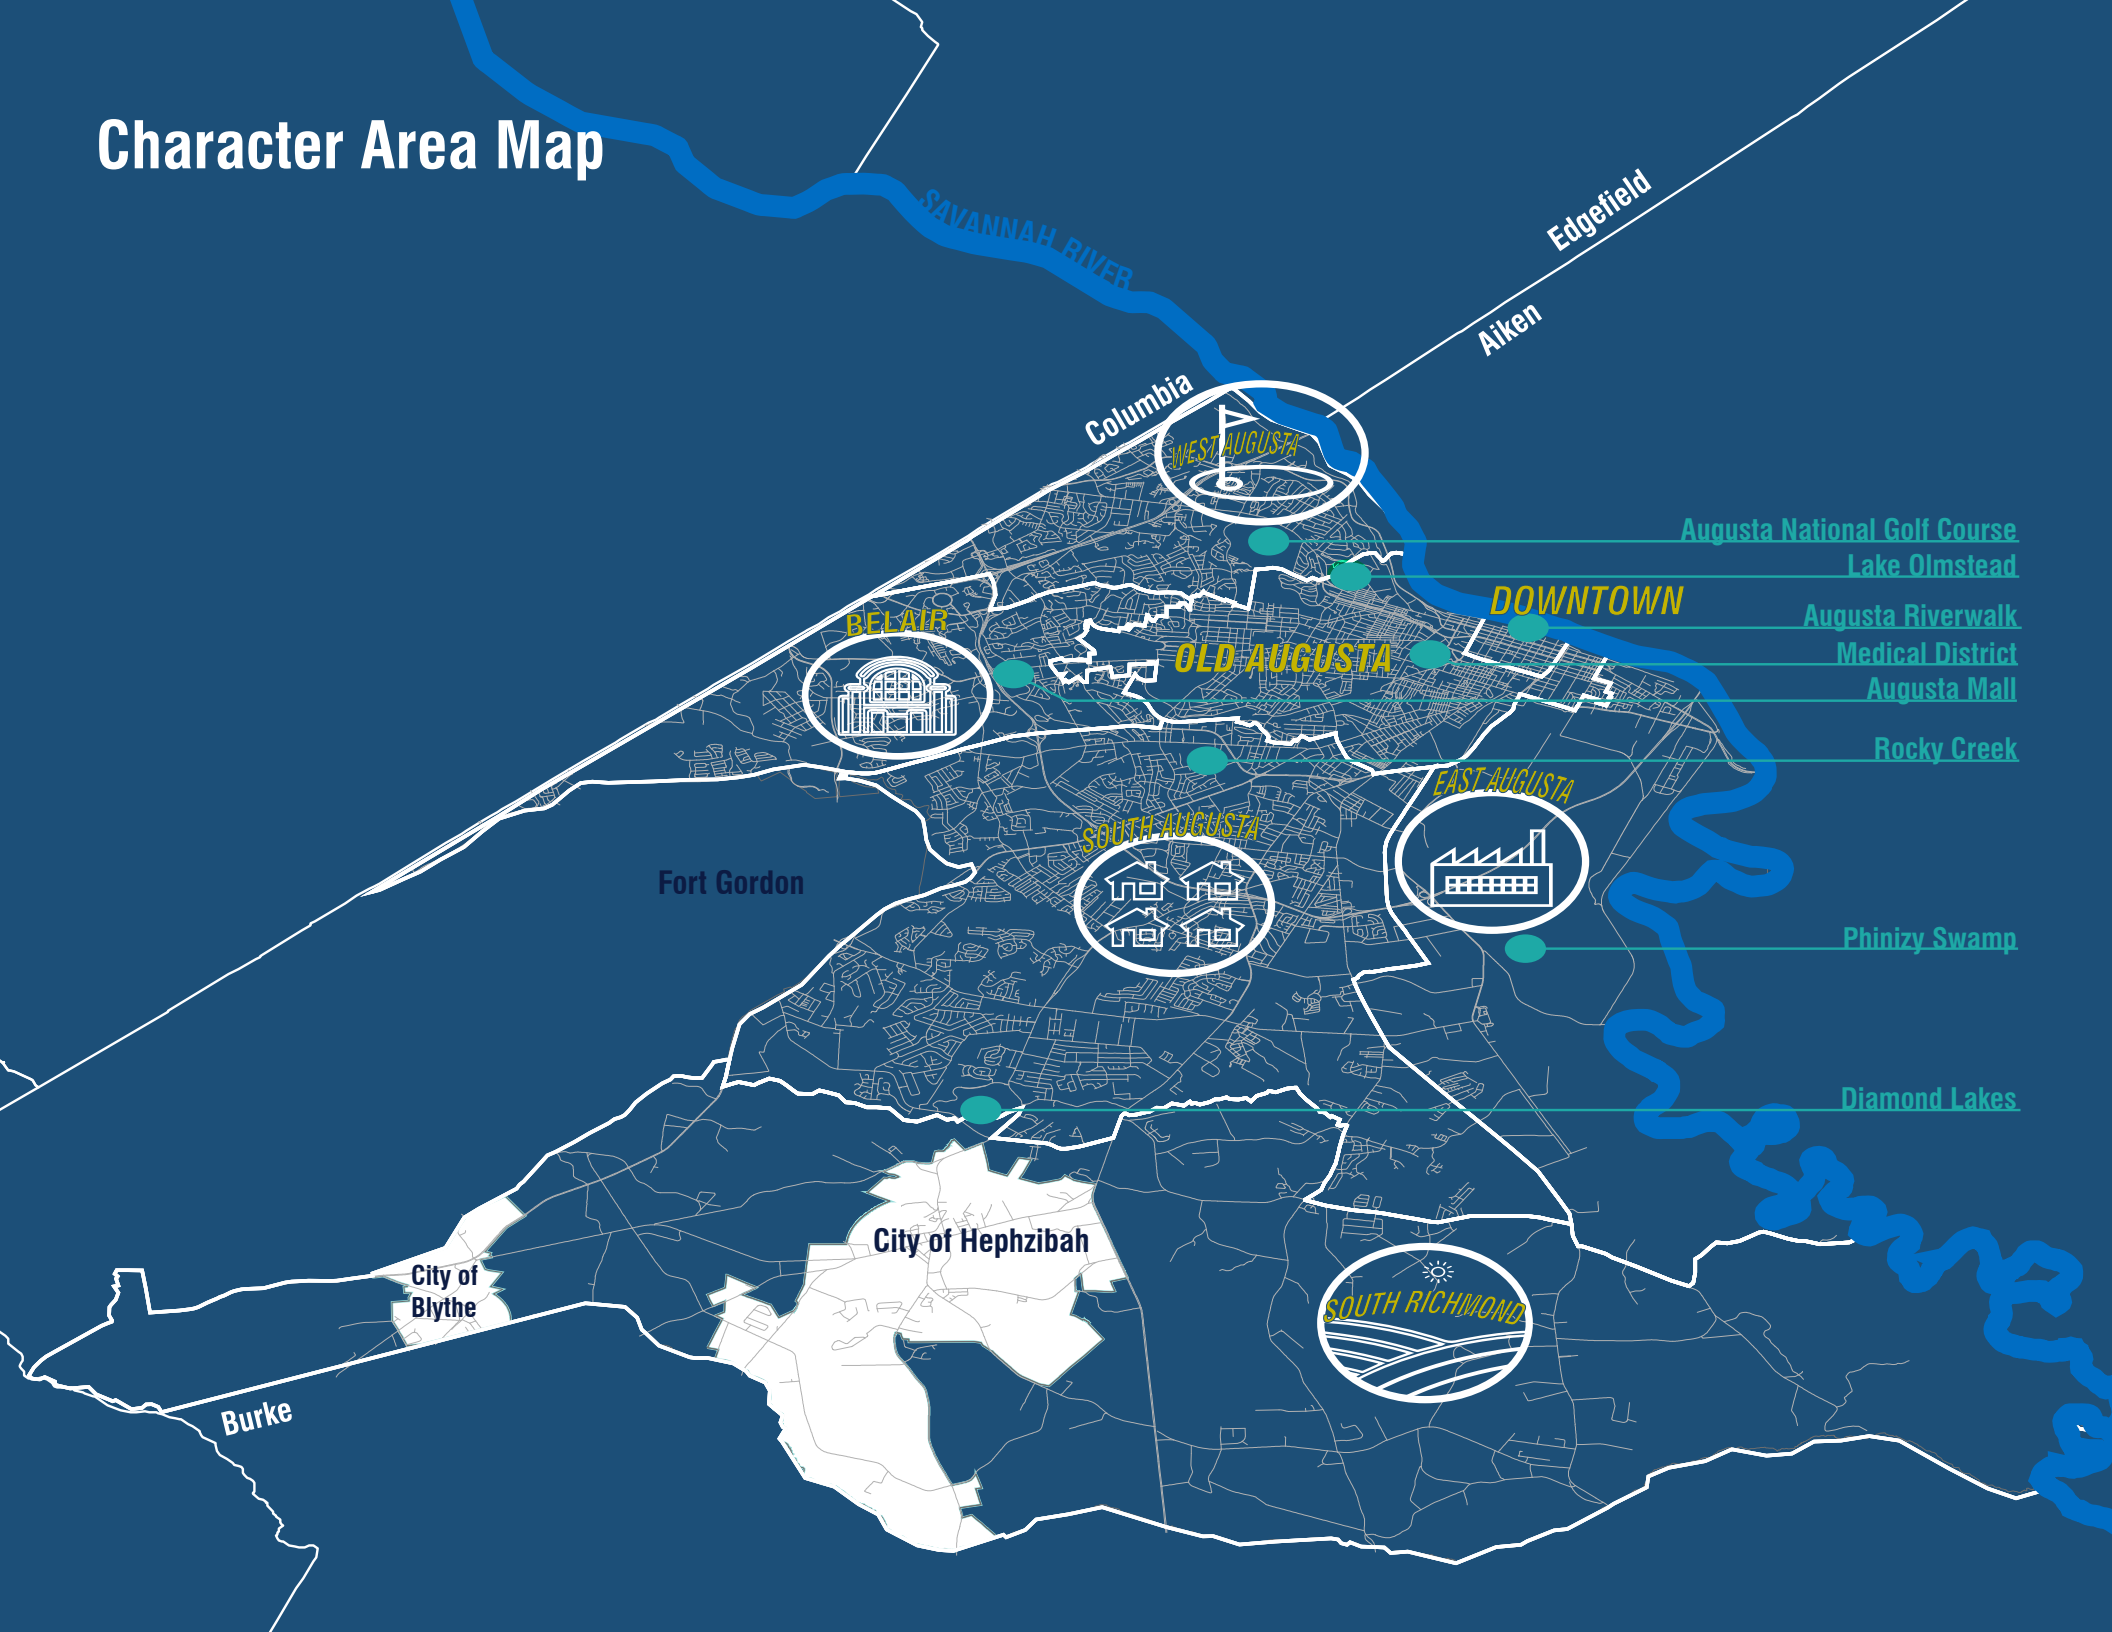 Character Area Map
SAVANNAH RIVER
Edgefield
Aiken
Columbia
WEST AUGUSTA
Augusta National Golf Course
Lake Olmstead
DOWNTOWN
Augusta Riverwalk
BELAIR
OLD AUGUSTA
Medical District
Augusta Mall
Rocky Creek
EAST AUGUSTA
SOUTH AUGUSTA
Fort Gordon
Phinizy Swamp
Diamond Lakes
City of Hephzibah
City of
Blythe
SOUTH RICHMOND
Burke